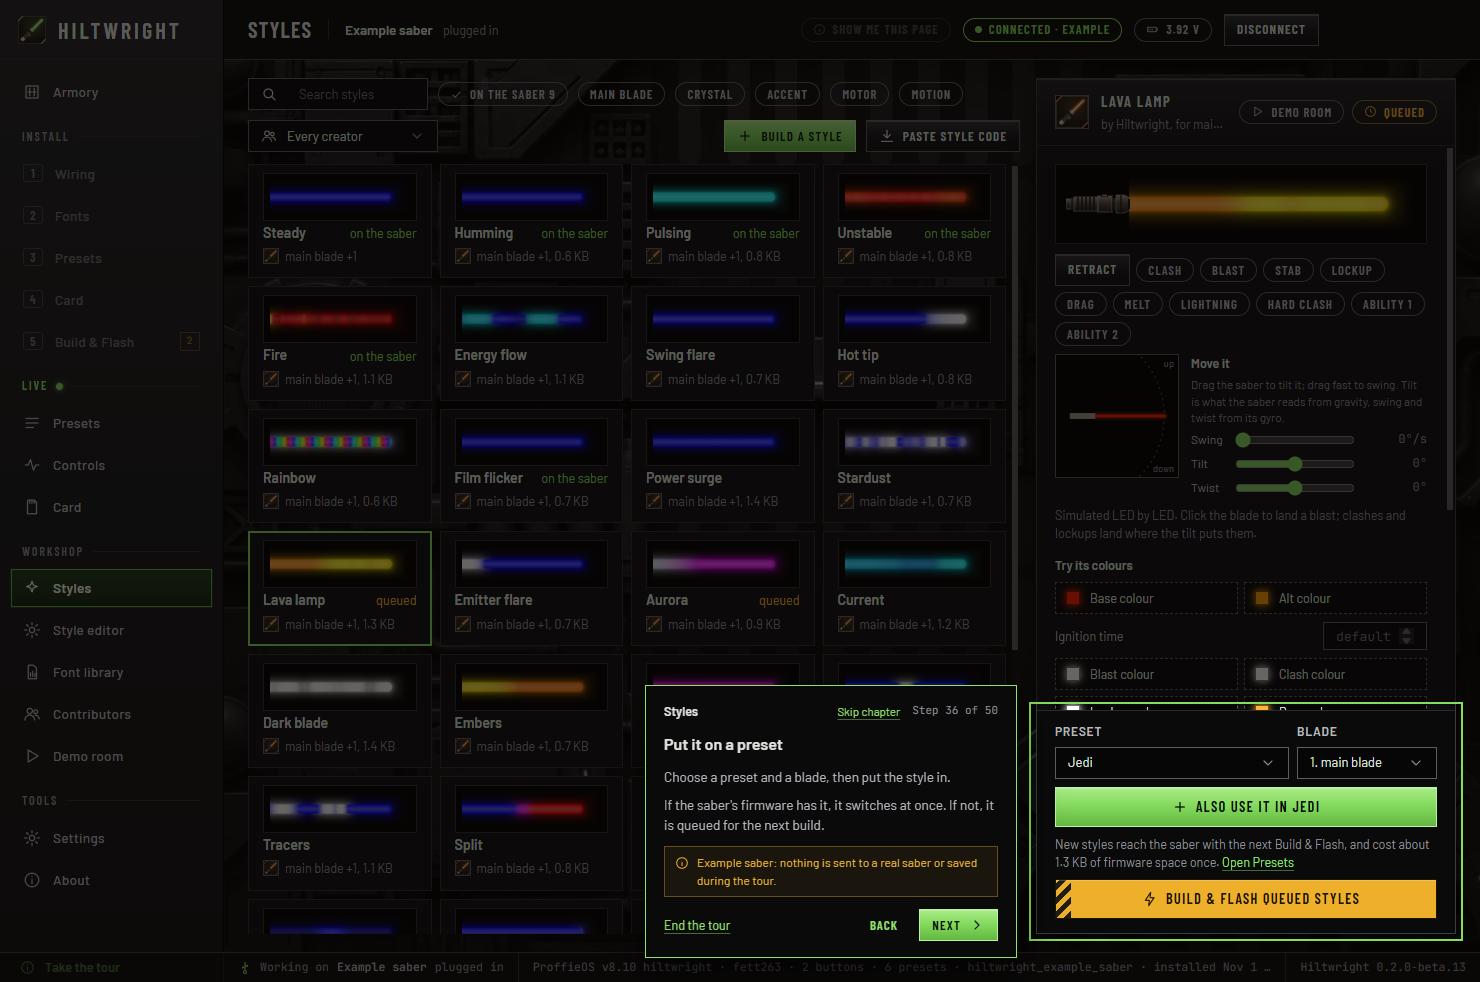 HILTWRIGHT
STYLES
Example saber plugged in
SHOW ME THIS PAGE
CONNECTED · EXAMPLE
3.92 V
DISCONNECT
Armory
INSTALL
1 Wiring
2 Fonts
3 Presets
4 Card
5 Build & Flash 2
LIVE
Presets
Controls
Card
WORKSHOP
Styles
Style editor
Font library
Contributors
Demo room
TOOLS
Settings
About
Take the tour
Search styles
ON THE SABER 9
MAIN BLADE
CRYSTAL
ACCENT
MOTOR
MOTION
Every creator
BUILD A STYLE
PASTE STYLE CODE
Steady on the saber
main blade +1
Humming on the saber
main blade +1, 0.6 KB
Pulsing on the saber
main blade +1, 0.8 KB
Unstable on the saber
main blade +1, 0.8 KB
Fire on the saber
main blade +1, 1.1 KB
Energy flow
main blade +1, 1.1 KB
Swing flare
main blade +1, 0.7 KB
Hot tip
main blade +1, 0.8 KB
Rainbow
main blade +1, 0.6 KB
Film flicker on the saber
main blade +1, 0.7 KB
Power surge
main blade +1, 1.4 KB
Stardust
main blade +1, 0.7 KB
Lava lamp queued
main blade +1, 1.3 KB
Emitter flare
main blade +1, 0.7 KB
Aurora queued
main blade +1, 0.9 KB
Current
main blade +1, 1.2 KB
Dark blade
main blade +1, 1.4 KB
Embers
main blade +1, 0.7 KB
Tracers
main blade +1, 1.1 KB
Split
main blade +1, 0.8 KB
Styles
Skip chapter
Step 36 of 50
Put it on a preset
Choose a preset and a blade, then put the style in.
If the saber's firmware has it, it switches at once. If not, it
is queued for the next build.
Example saber: nothing is sent to a real saber or saved
during the tour.
End the tour
BACK
NEXT
LAVA LAMP
by Hiltwright, for mai...
DEMO ROOM
QUEUED
RETRACT
CLASH
BLAST
STAB
LOCKUP
DRAG
MELT
LIGHTNING
HARD CLASH
ABILITY 1
ABILITY 2
up
down
Move it
Drag the saber to tilt it; drag fast to swing. Tilt
is what the saber reads from gravity, swing and
twist from its gyro.
Swing 0°/s
Tilt 0°
Twist 0°
Simulated LED by LED. Click the blade to land a blast; clashes and
lockups land where the tilt puts them.
Try its colours
Base colour
Alt colour
Ignition time default
Blast colour
Clash colour
PRESET
BLADE
Jedi
1. main blade
ALSO USE IT IN JEDI
New styles reach the saber with the next Build & Flash, and cost about
1.3 KB of firmware space once. Open Presets
BUILD & FLASH QUEUED STYLES
Working on Example saber plugged in
ProffieOS v8.10 hiltwright · fett263 · 2 buttons · 6 presets · hiltwright_example_saber · installed Nov 1 …
Hiltwright 0.2.0-beta.13